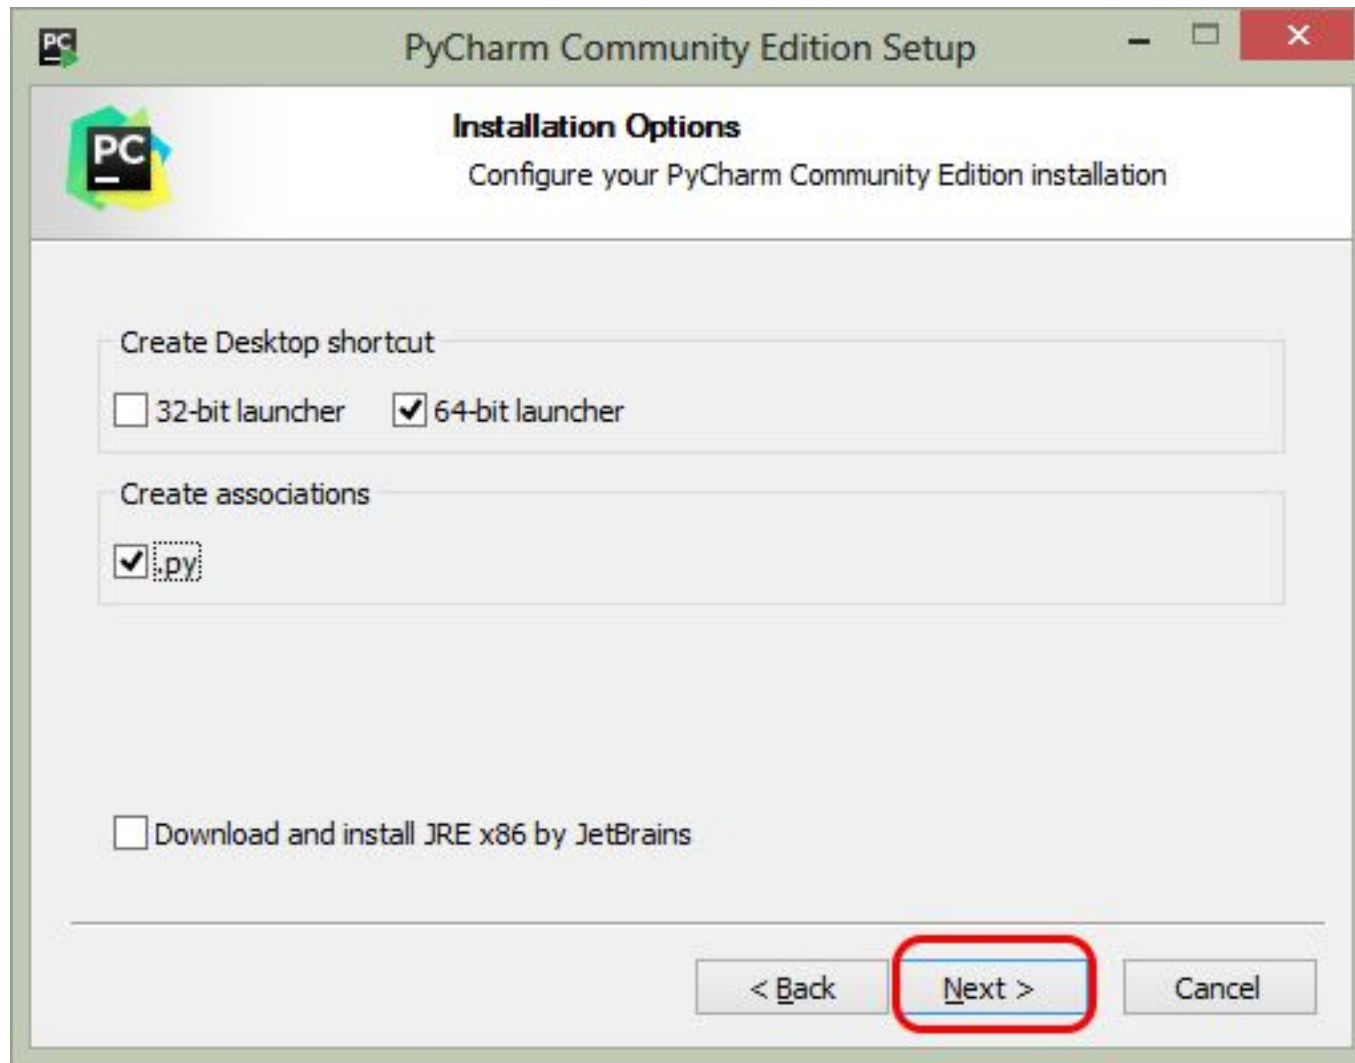 PC
PyCharm Community Edition Setup
PC
Installation Options
Configure your PyCharm Community Edition installation
Create Desktop shortcut
32-bit launcher 64-bit launcher
Create associations
.py
Download and install JRE x86 by JetBrains
< Back Next > Cancel